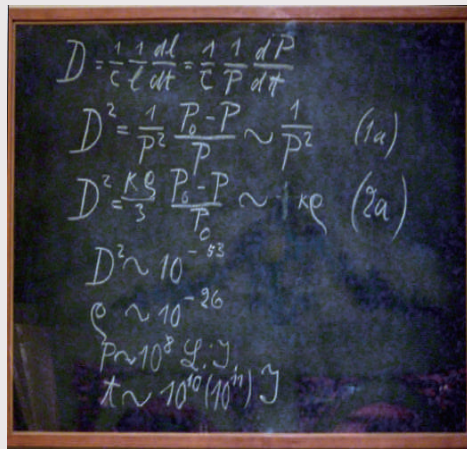 D = 1/c 1/l dl/dt = 1/c 1/P dP/dt
D² = 1/P² P₀-P/P ~ 1/P² (1a)
D² = κρ/3 P₀-P/P₀ ~ κρ (2a)
D² ~ 10⁻⁵³
ρ ~ 10⁻²⁶
P ~ 10⁸ L.J.
t ~ 10¹⁰(10¹¹) J